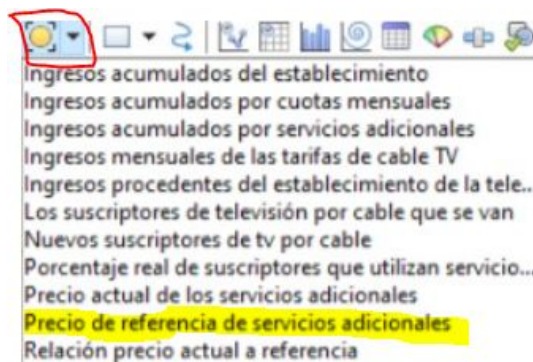 Ingresos acumulados del establecimiento
Ingresos acumulados por cuotas mensuales
Ingresos acumulados por servicios adicionales
Ingresos mensuales de las tarifas de cable TV
Ingresos procedentes del establecimiento de la tele..
Los suscriptores de televisión por cable que se van
Nuevos suscriptores de tv por cable
Porcentaje real de suscriptores que utilizan servicio...
Precio actual de los servicios adicionales
Precio de referencia de servicios adicionales
Relación precio actual a referencia